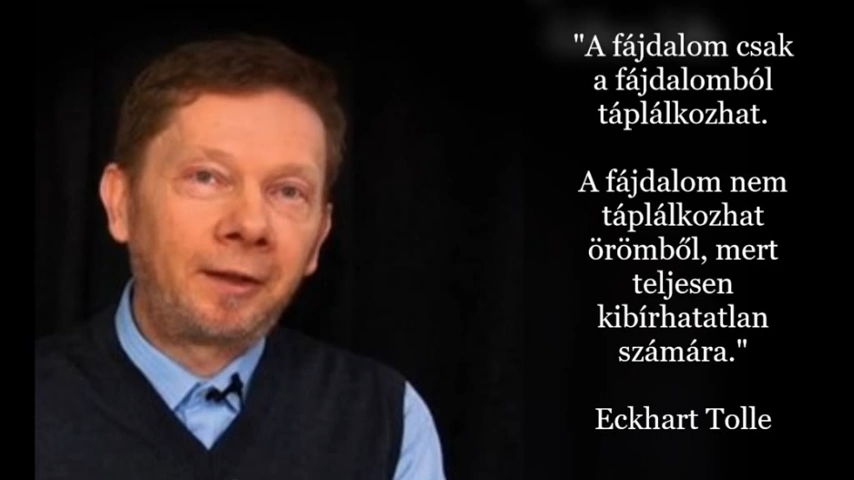 "A fájdalom csak
a fájdalomból
táplálkozhat.
A fájdalom nem
táplálkozhat
örömből, mert
teljesen
kibírhatatlan
számára."
Eckhart Tolle